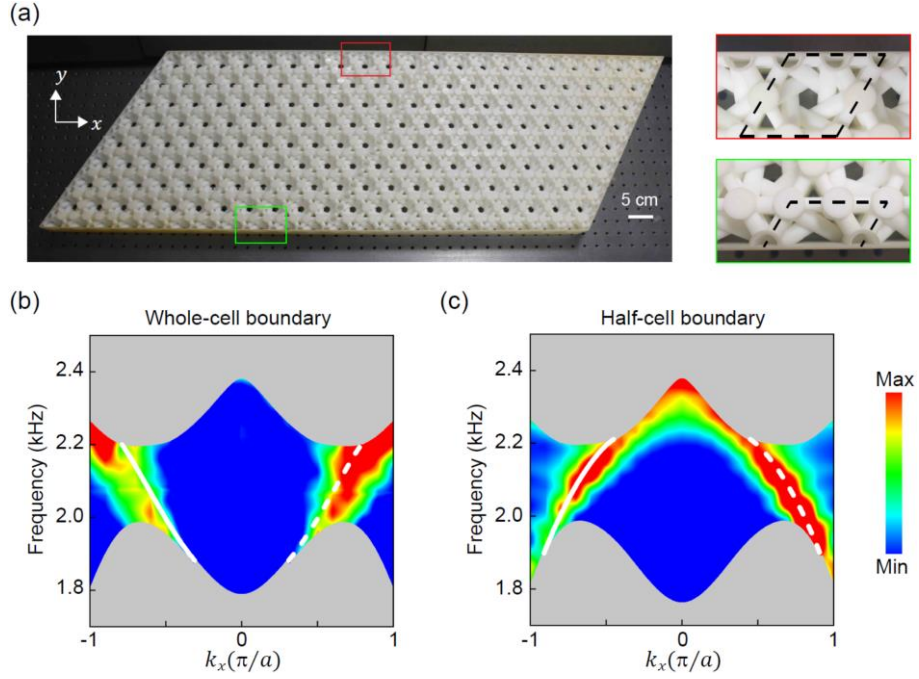 (a)
y
x
5 cm
(b)
(c)
Whole-cell boundary
Half-cell boundary
Frequency (kHz)
2.4
2.2
2.0
1.8
-1
0
1
kₓ(π/a)
Frequency (kHz)
2.4
2.2
2.0
1.8
-1
0
1
kₓ(π/a)
Max
Min